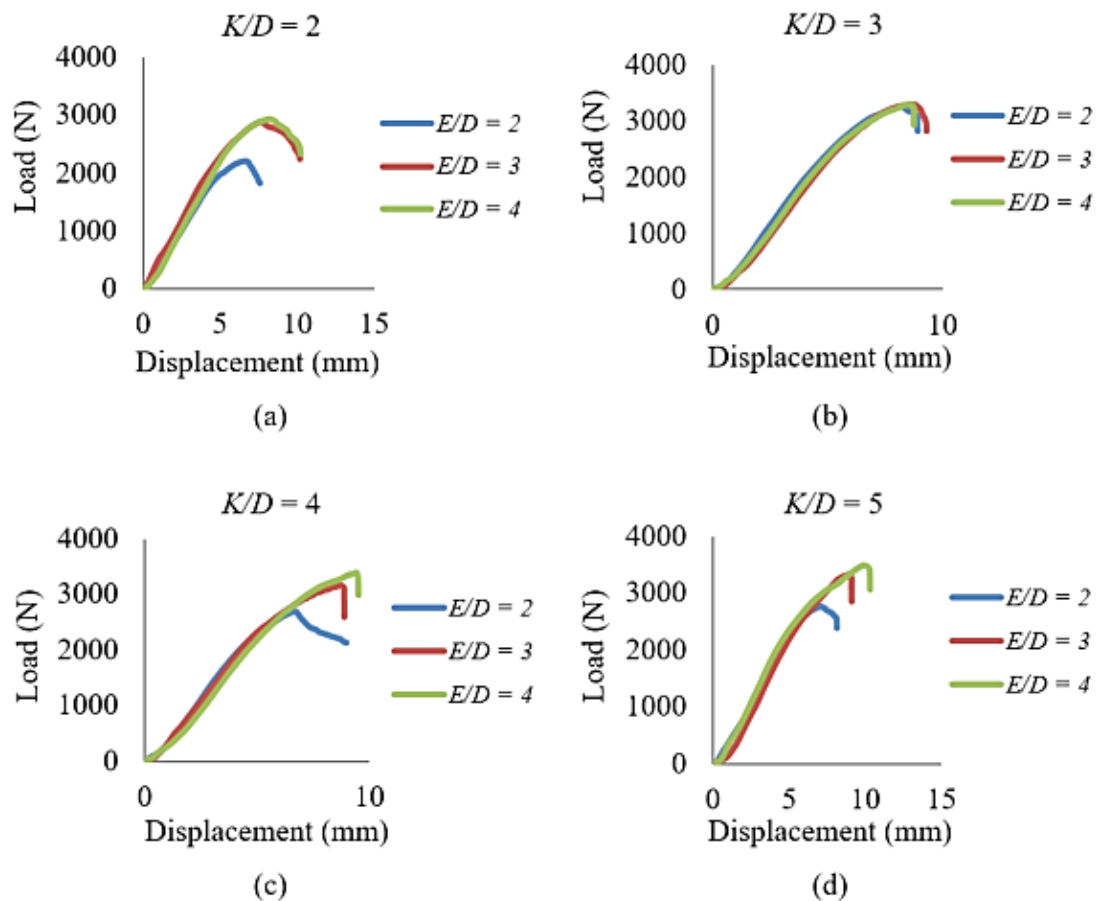 K/D = 2
4000
3000
2000
1000
0
Load (N)
0 5 10 15
Displacement (mm)
E/D = 2
E/D = 3
E/D = 4
(a)
K/D = 3
4000
3000
2000
1000
0
Load (N)
0 10
Displacement (mm)
E/D = 2
E/D = 3
E/D = 4
(b)
K/D = 4
4000
3000
2000
1000
0
Load (N)
0 10
Displacement (mm)
E/D = 2
E/D = 3
E/D = 4
(c)
K/D = 5
4000
3000
2000
1000
0
Load (N)
0 5 10 15
Displacement (mm)
E/D = 2
E/D = 3
E/D = 4
(d)